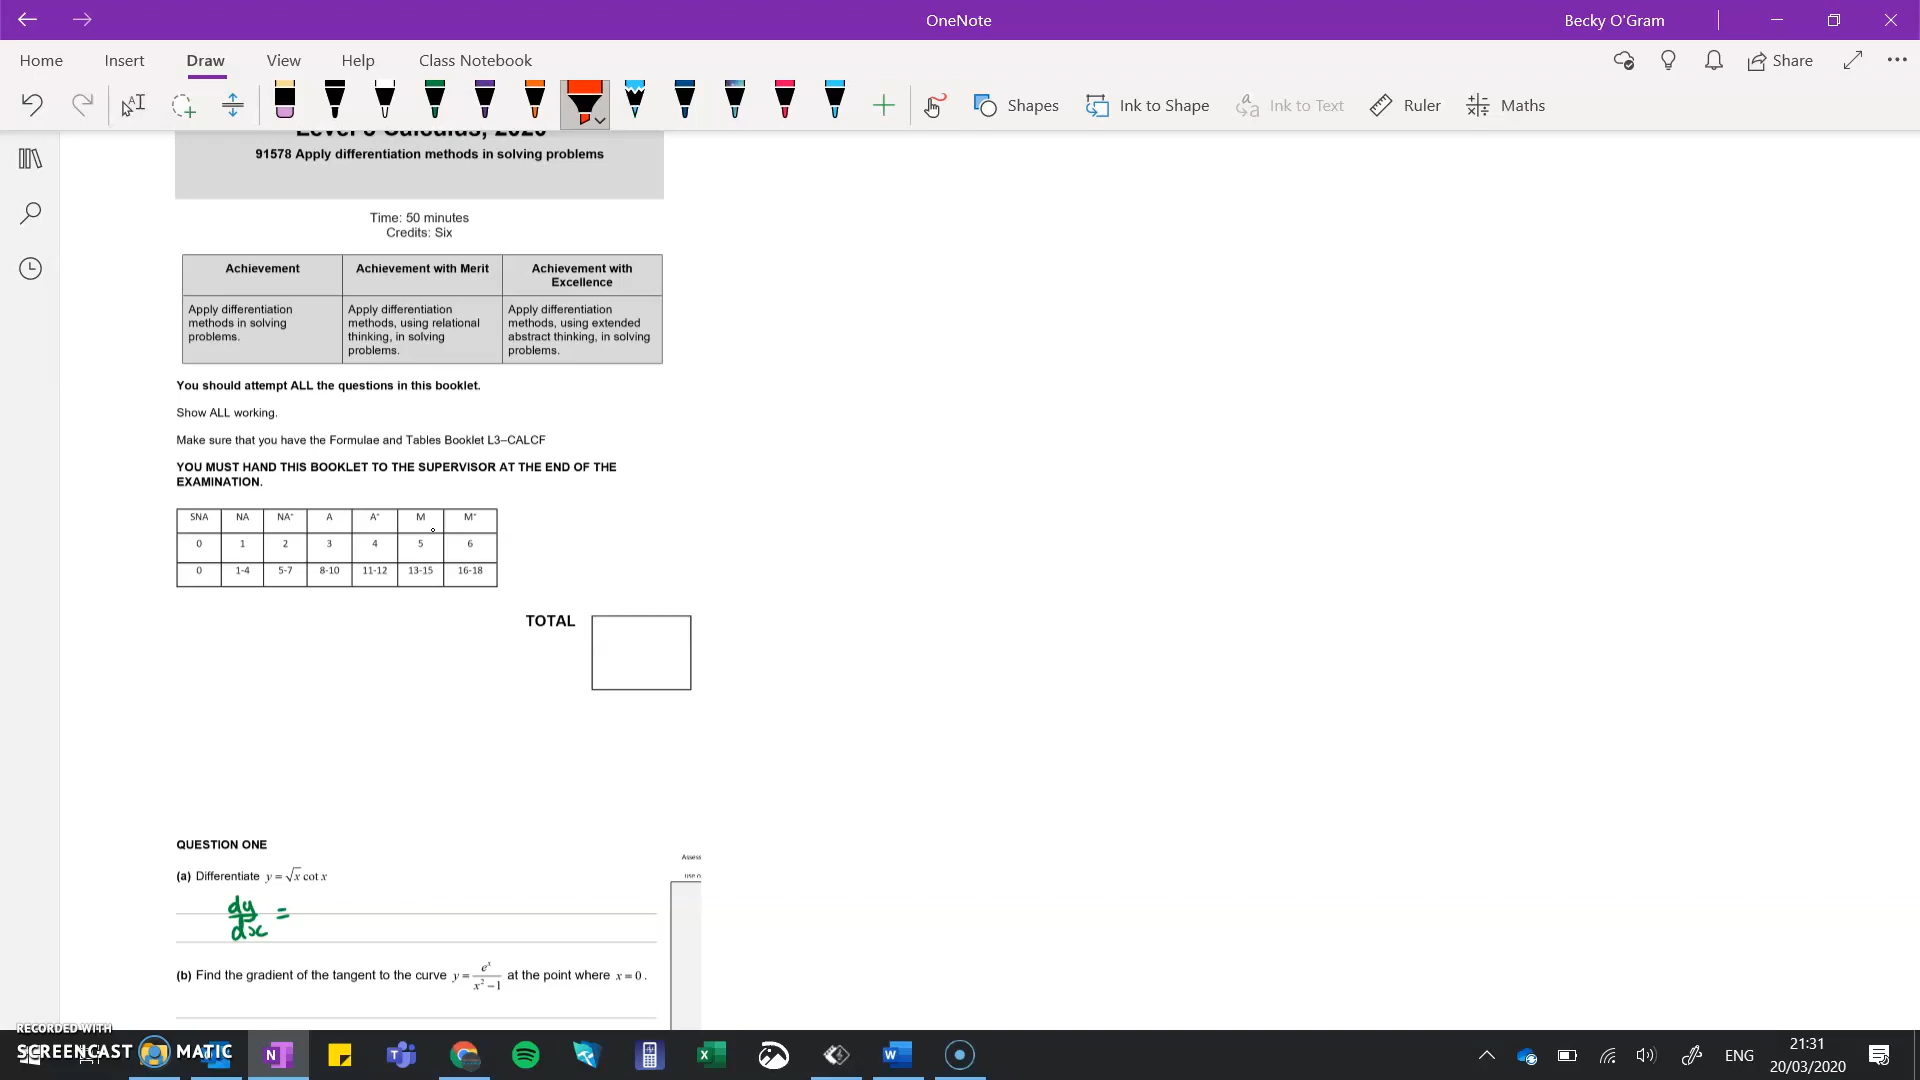 OneNote
Becky O'Gram
Home Insert Draw View Help Class Notebook
Share
Shapes Ink to Shape Ink to Text Ruler Maths
Level 3 Calculus, 2020
91578 Apply differentiation methods in solving problems
Time: 50 minutes
Credits: Six
Achievement Achievement with Merit Achievement with Excellence
Apply differentiation methods in solving problems.
Apply differentiation methods, using relational thinking, in solving problems.
Apply differentiation methods, using extended abstract thinking, in solving problems.
You should attempt ALL the questions in this booklet.
Show ALL working.
Make sure that you have the Formulae and Tables Booklet L3–CALCF
YOU MUST HAND THIS BOOKLET TO THE SUPERVISOR AT THE END OF THE
EXAMINATION.
SNA NA NA⁺ A A⁺ M M⁺
0 1 2 3 4 5 6
0 1-4 5-7 8-10 11-12 13-15 16-18
TOTAL
QUESTION ONE
Assess
use o
(a) Differentiate y = √x cot x
dy/dx =
(b) Find the gradient of the tangent to the curve y = eˣ/(x² – 1) at the point where x = 0 .
RECORDED WITH
SCREENCAST MATIC
ENG
21:31
20/03/2020